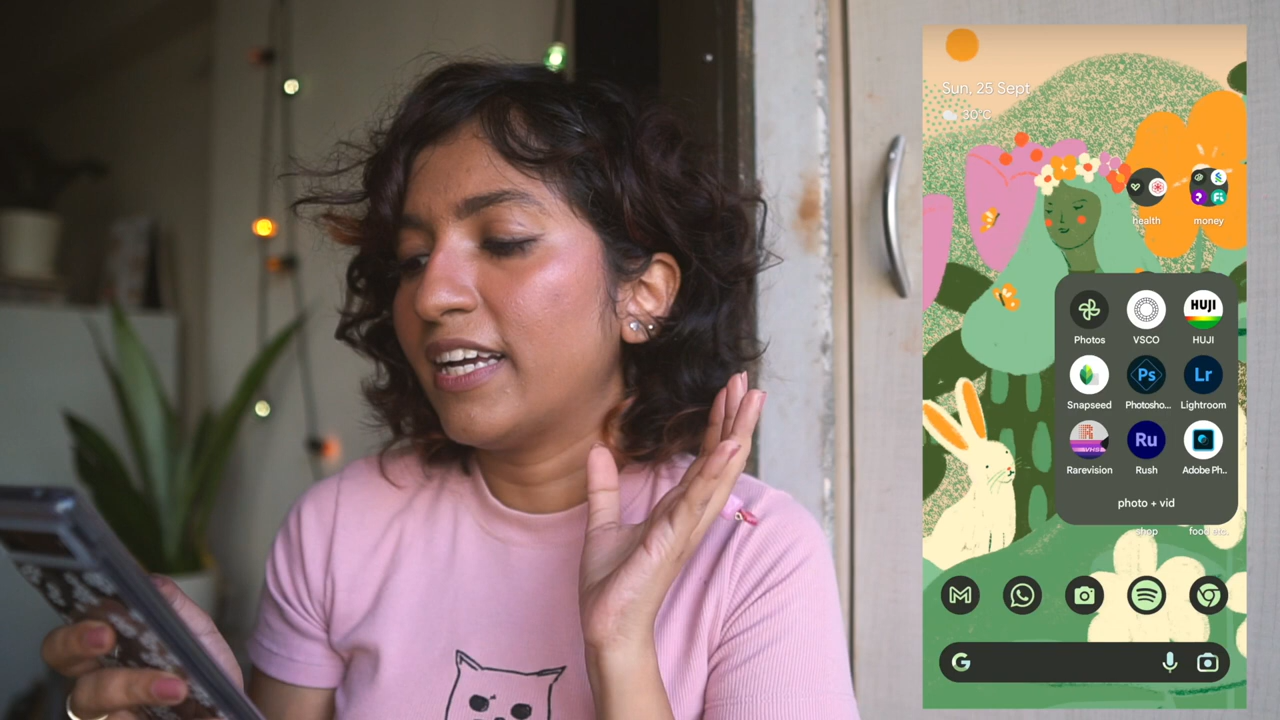 Sun, 25 Sept
30°C
health
money
HUJI
Photos
VSCO
HUJI
Ps
Lr
Snapseed
Photosho...
Lightroom
VHS
Ru
Rarevision
Rush
Adobe Ph..
photo + vid
shop
food etc.
G